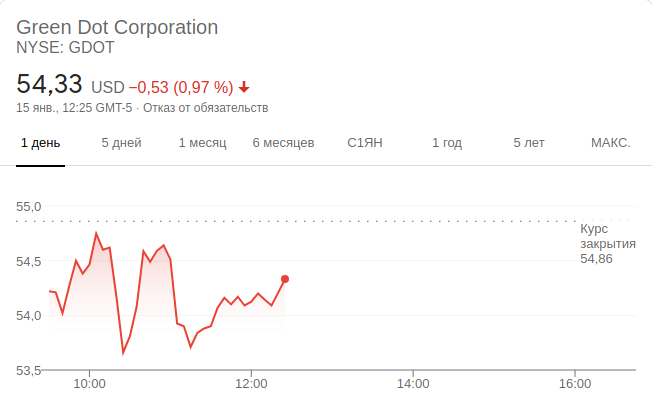 Green Dot Corporation
NYSE: GDOT
54,33 USD −0,53 (0,97 %)
15 янв., 12:25 GMT-5 · Отказ от обязательств
1 день 5 дней 1 месяц 6 месяцев С1ЯН 1 год 5 лет МАКС.
55,0
Курс
закрытия
54,86
54,5
54,0
53,5
10:00 12:00 14:00 16:00